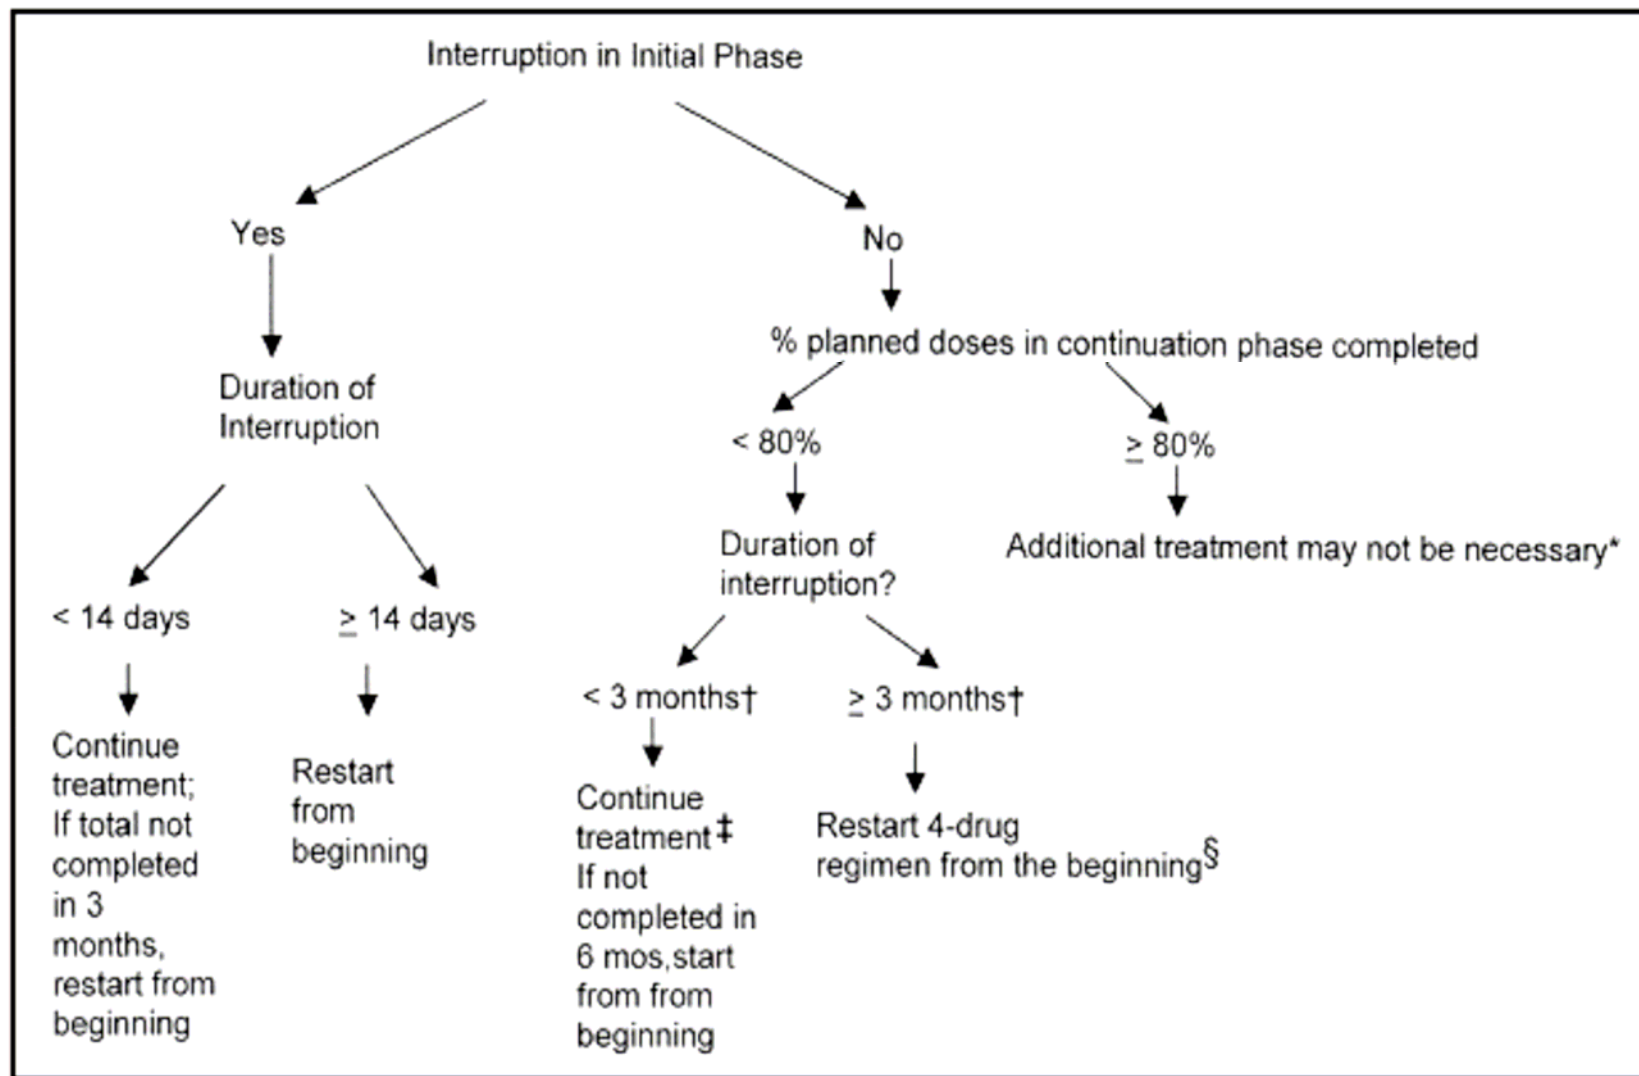 Interruption in Initial Phase
Yes
No
% planned doses in continuation phase completed
Duration of
Interruption
< 80%
≥ 80%
Duration of
interruption?
Additional treatment may not be necessary*
< 14 days
≥ 14 days
< 3 months†
≥ 3 months†
Continue
treatment;
If total not
completed
in 3
months,
restart from
beginning
Restart
from
beginning
Continue
treatment‡
If not
completed in
6 mos,start
from from
beginning
Restart 4-drug
regimen from the beginning§